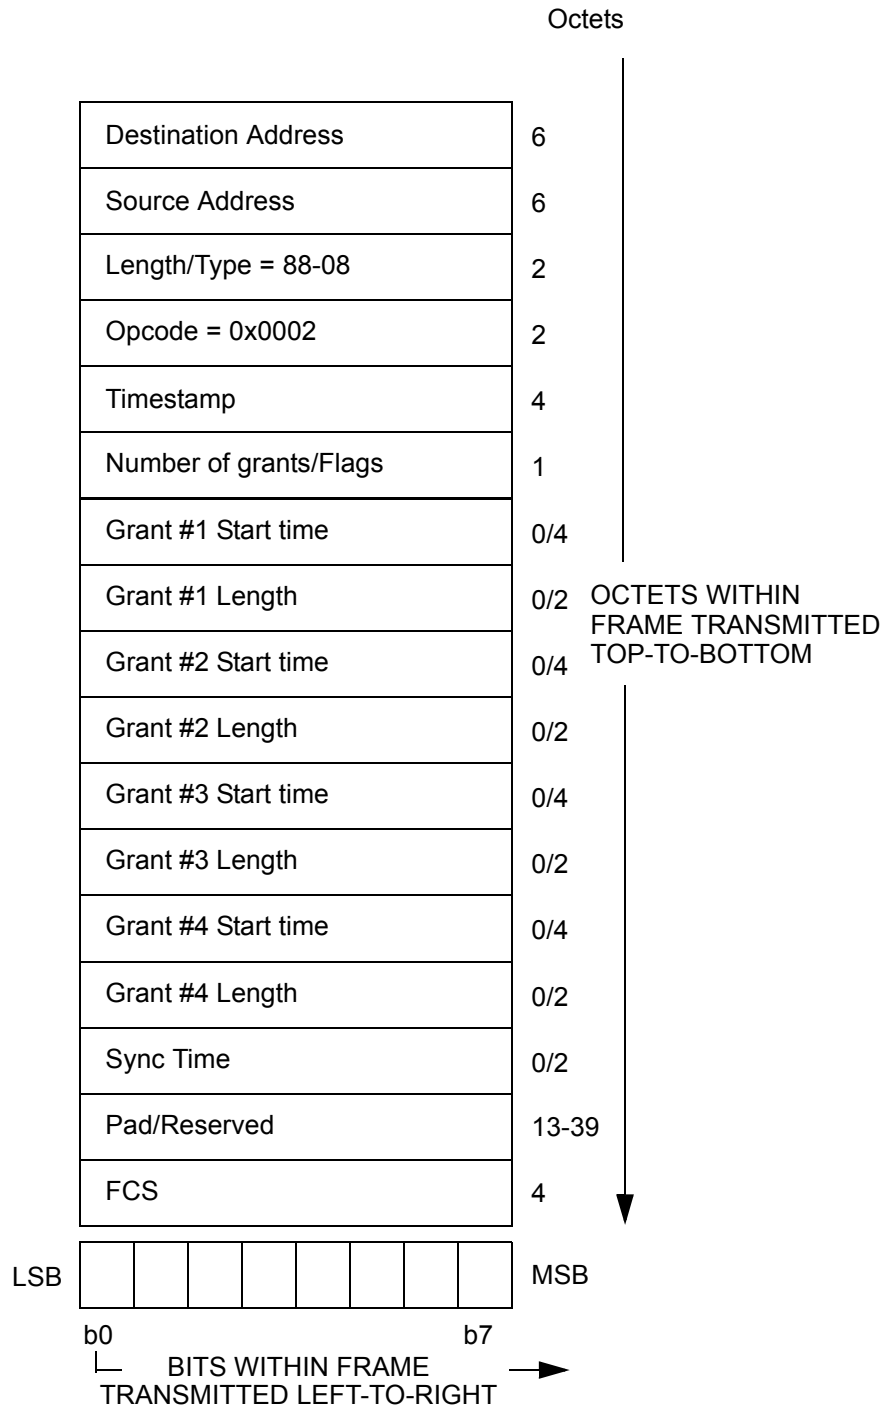 Octets
Destination Address 6
Source Address 6
Length/Type = 88-08 2
Opcode = 0x0002 2
Timestamp 4
Number of grants/Flags 1
Grant #1 Start time 0/4
Grant #1 Length 0/2
Grant #2 Start time 0/4
Grant #2 Length 0/2
Grant #3 Start time 0/4
Grant #3 Length 0/2
Grant #4 Start time 0/4
Grant #4 Length 0/2
Sync Time 0/2
Pad/Reserved 13-39
FCS 4
OCTETS WITHIN
FRAME TRANSMITTED
TOP-TO-BOTTOM
LSB MSB
b0 b7
BITS WITHIN FRAME
TRANSMITTED LEFT-TO-RIGHT